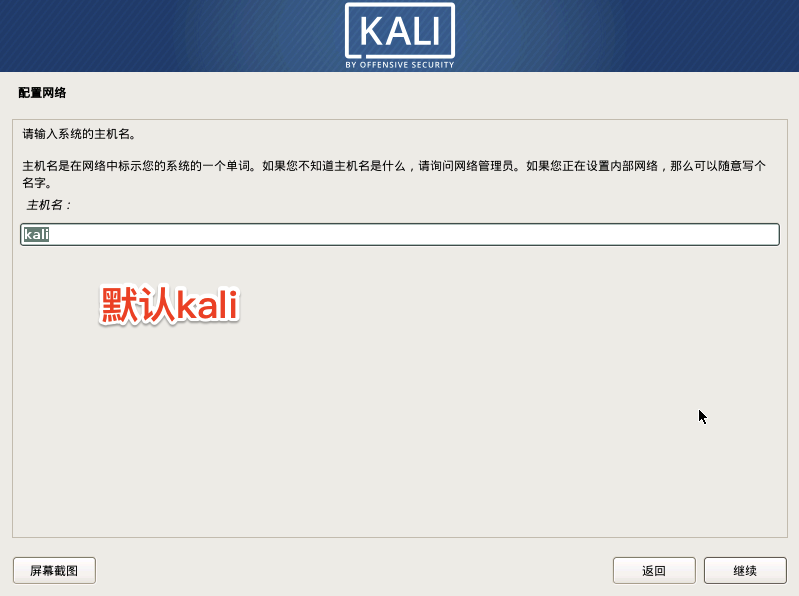 KALI
BY OFFENSIVE SECURITY
配置网络
请输入系统的主机名。
主机名是在网络中标示您的系统的一个单词。如果您不知道主机名是什么，请询问网络管理员。如果您正在设置内部网络，那么可以随意写个
名字。
主机名：
kali
默认kali
屏幕截图
返回
继续